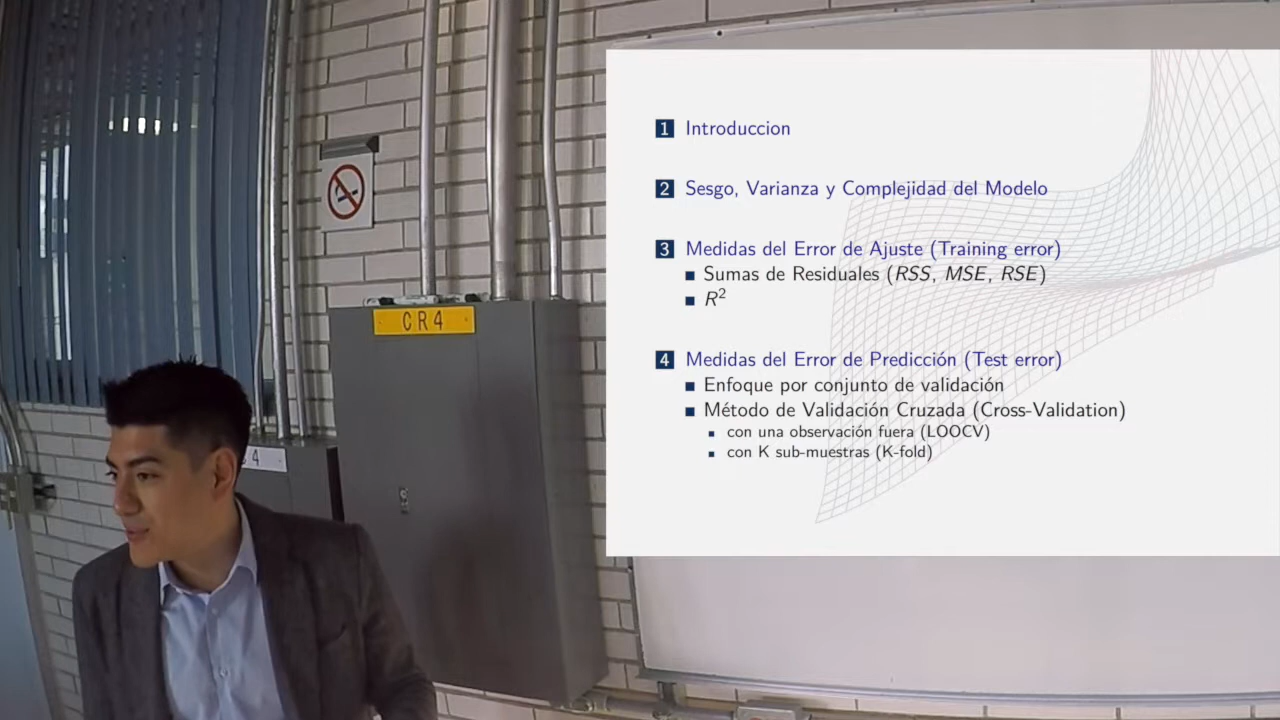 CR4
4
1 Introduccion
2 Sesgo, Varianza y Complejidad del Modelo
3 Medidas del Error de Ajuste (Training error)
Sumas de Residuales (RSS, MSE, RSE)
R²
4 Medidas del Error de Predicción (Test error)
Enfoque por conjunto de validación
Método de Validación Cruzada (Cross-Validation)
con una observación fuera (LOOCV)
con K sub-muestras (K-fold)